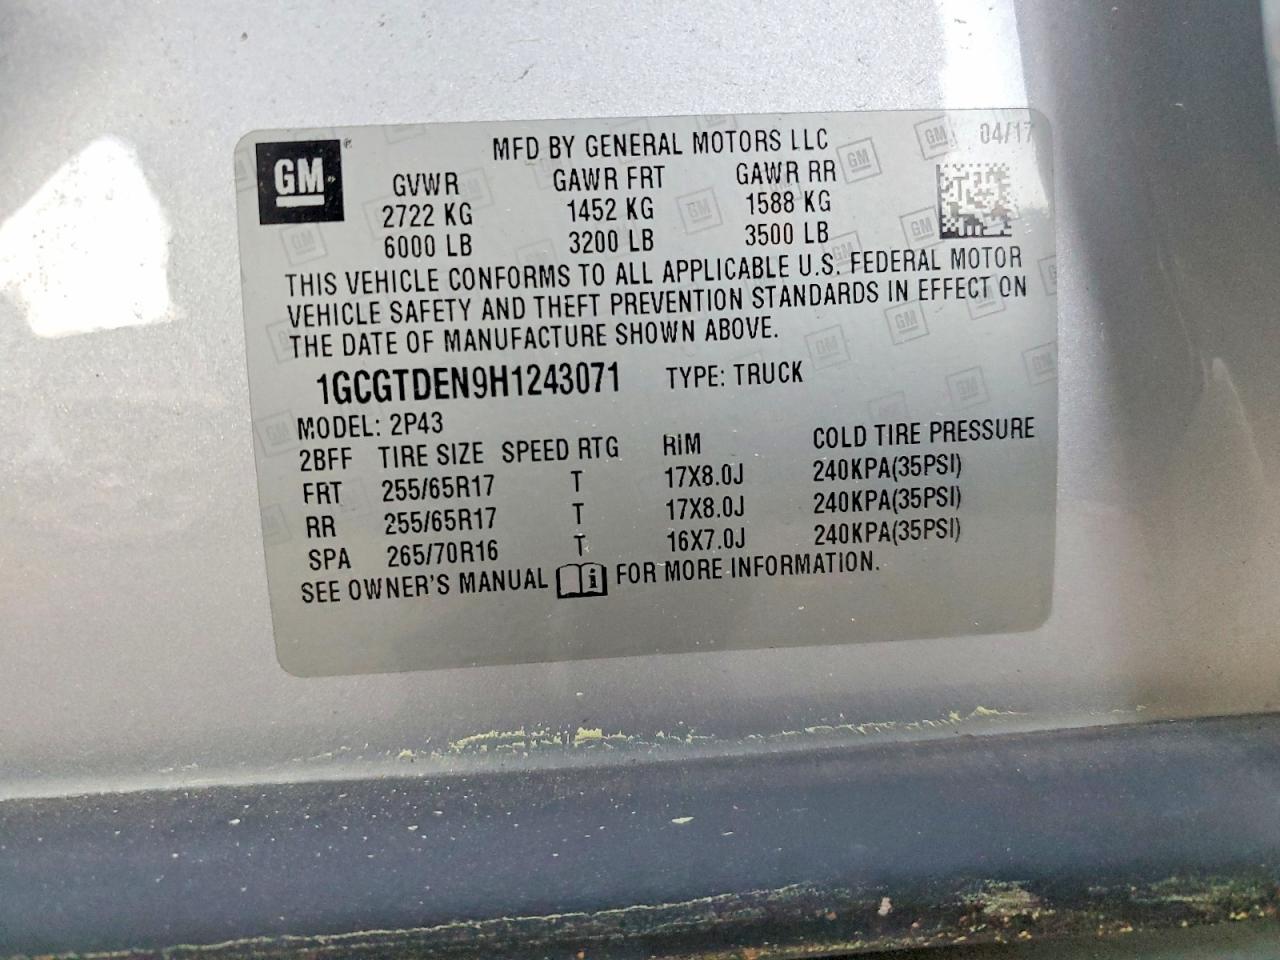 GM
MFD BY GENERAL MOTORS LLC 04/17
GVWR GAWR FRT GAWR RR
2722 KG 1452 KG 1588 KG
6000 LB 3200 LB 3500 LB
THIS VEHICLE CONFORMS TO ALL APPLICABLE U.S. FEDERAL MOTOR
VEHICLE SAFETY AND THEFT PREVENTION STANDARDS IN EFFECT ON
THE DATE OF MANUFACTURE SHOWN ABOVE.
1GCGTDEN9H1243071 TYPE: TRUCK
MODEL: 2P43
2BFF TIRE SIZE SPEED RTG RIM COLD TIRE PRESSURE
FRT 255/65R17 T 17X8.0J 240KPA(35PSI)
RR 255/65R17 T 17X8.0J 240KPA(35PSI)
SPA 265/70R16 T 16X7.0J 240KPA(35PSI)
SEE OWNER'S MANUAL i FOR MORE INFORMATION.